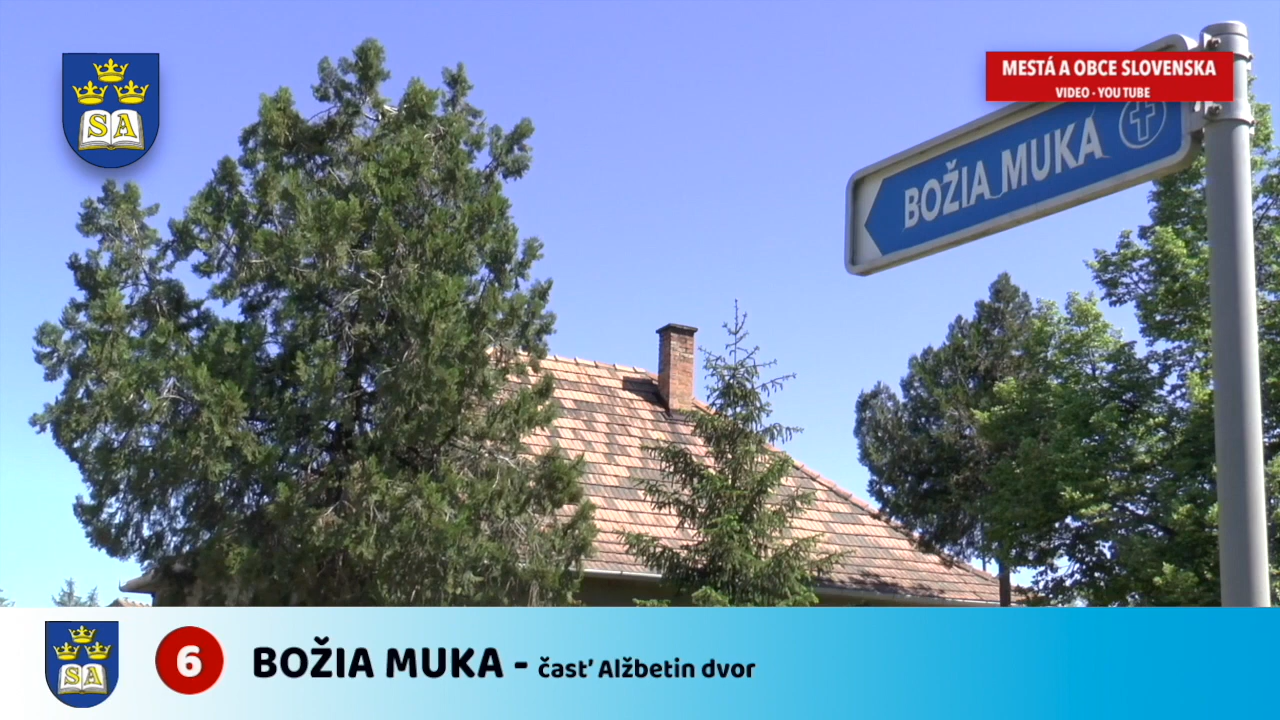 SA
MESTÁ A OBCE SLOVENSKA
VIDEO - YOU TUBE
BOŽIA MUKA
SA
6
BOŽIA MUKA - časť Alžbetin dvor